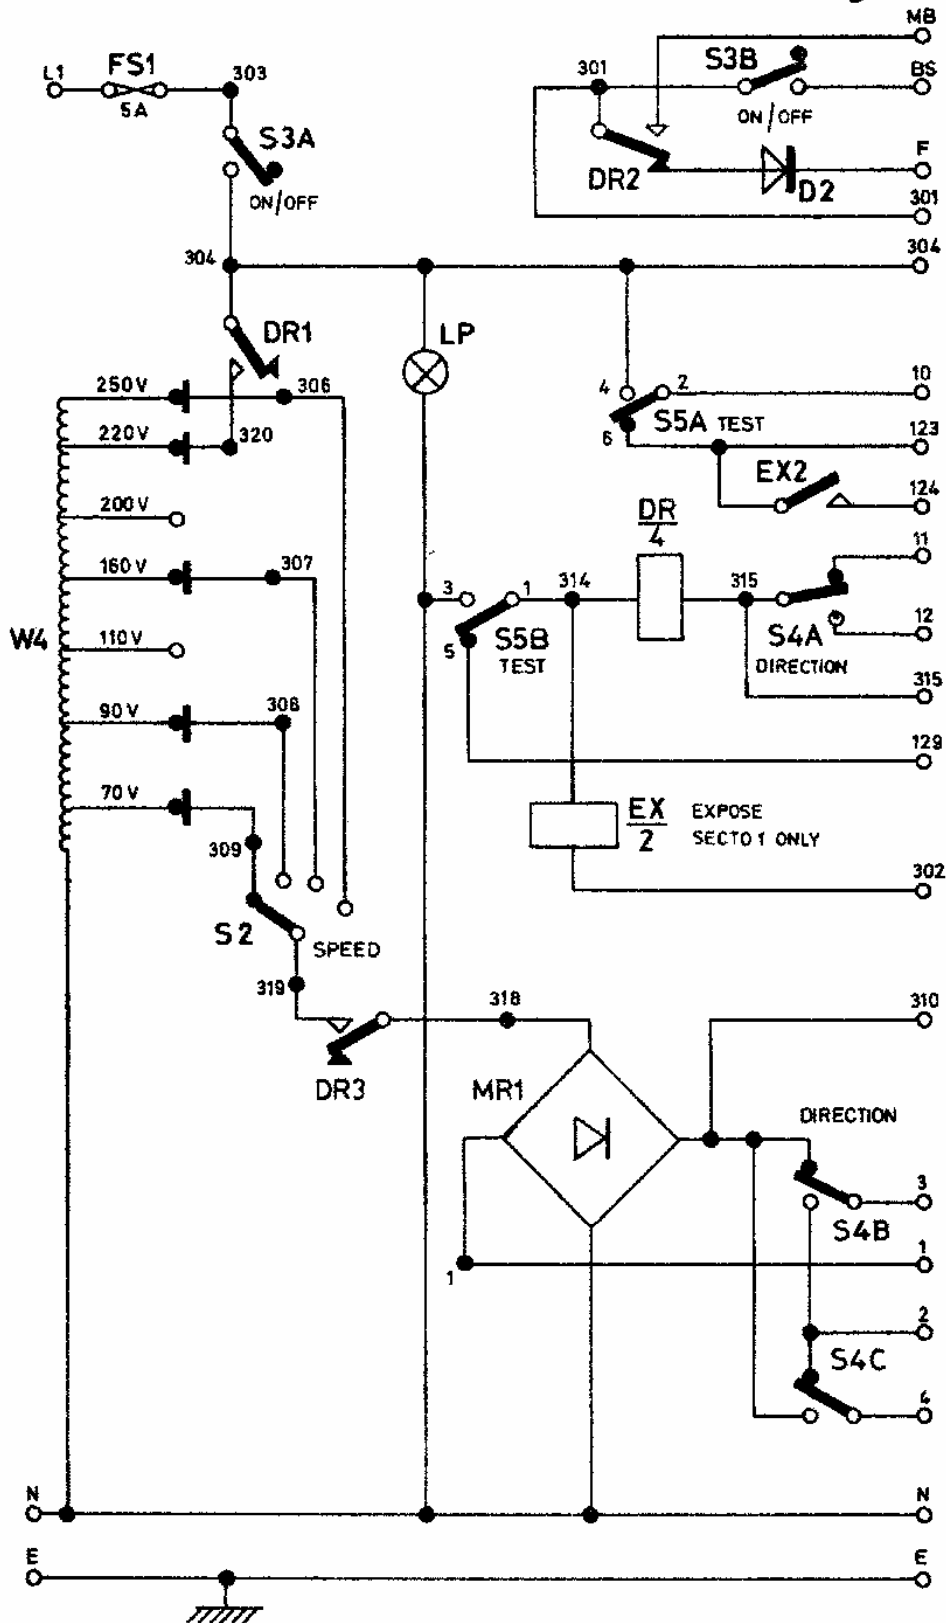 MB
FS1
303
L1
5A
S3B
301
BS
ON/OFF
S3A
ON/OFF
DR2
D2
F
301
304
304
DR1
LP
250V
306
10
4
2
S5A TEST
6
220V
320
123
EX2
124
200V
DR
4
11
160V
307
3
1
314
315
W4
S5B
TEST
5
S4A
12
110V
DIRECTION
315
90V
308
129
70V
EX
2
EXPOSE
SECTO 1 ONLY
309
302
S2
SPEED
319
318
310
DR3
MR1
DIRECTION
3
S4B
1
1
2
S4C
4
N
N
E
E